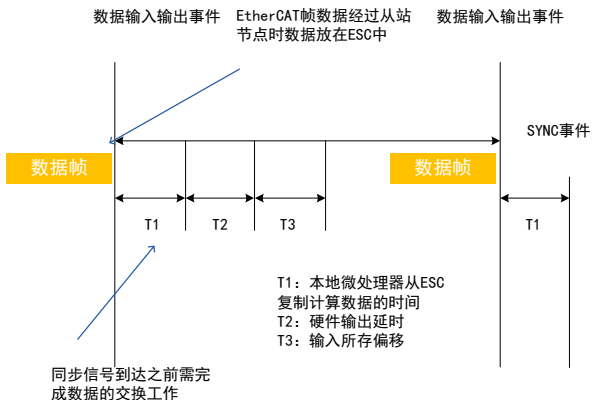 数据输入输出事件
EtherCAT帧数据经过从站
节点时数据放在ESC中
数据输入输出事件
SYNC事件
数据帧
数据帧
T1
T2
T3
T1
T1：本地微处理器从ESC
复制计算数据的时间
T2：硬件输出延时
T3：输入所存偏移
同步信号到达之前需完
成数据的交换工作